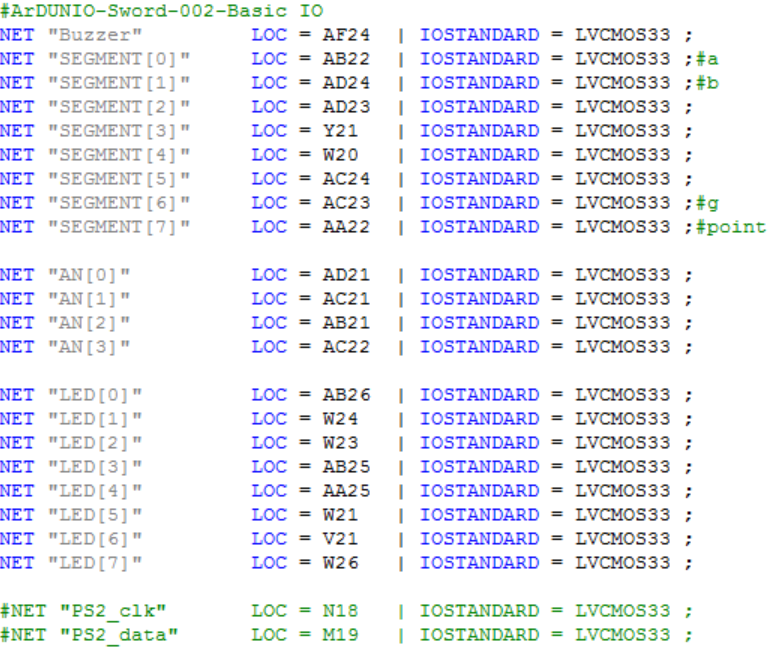 #ArDUNIO-Sword-002-Basic IO
NET "Buzzer" LOC = AF24 | IOSTANDARD = LVCMOS33 ;
NET "SEGMENT[0]" LOC = AB22 | IOSTANDARD = LVCMOS33 ;#a
NET "SEGMENT[1]" LOC = AD24 | IOSTANDARD = LVCMOS33 ;#b
NET "SEGMENT[2]" LOC = AD23 | IOSTANDARD = LVCMOS33 ;
NET "SEGMENT[3]" LOC = Y21 | IOSTANDARD = LVCMOS33 ;
NET "SEGMENT[4]" LOC = W20 | IOSTANDARD = LVCMOS33 ;
NET "SEGMENT[5]" LOC = AC24 | IOSTANDARD = LVCMOS33 ;
NET "SEGMENT[6]" LOC = AC23 | IOSTANDARD = LVCMOS33 ;#g
NET "SEGMENT[7]" LOC = AA22 | IOSTANDARD = LVCMOS33 ;#point
NET "AN[0]" LOC = AD21 | IOSTANDARD = LVCMOS33 ;
NET "AN[1]" LOC = AC21 | IOSTANDARD = LVCMOS33 ;
NET "AN[2]" LOC = AB21 | IOSTANDARD = LVCMOS33 ;
NET "AN[3]" LOC = AC22 | IOSTANDARD = LVCMOS33 ;
NET "LED[0]" LOC = AB26 | IOSTANDARD = LVCMOS33 ;
NET "LED[1]" LOC = W24 | IOSTANDARD = LVCMOS33 ;
NET "LED[2]" LOC = W23 | IOSTANDARD = LVCMOS33 ;
NET "LED[3]" LOC = AB25 | IOSTANDARD = LVCMOS33 ;
NET "LED[4]" LOC = AA25 | IOSTANDARD = LVCMOS33 ;
NET "LED[5]" LOC = W21 | IOSTANDARD = LVCMOS33 ;
NET "LED[6]" LOC = V21 | IOSTANDARD = LVCMOS33 ;
NET "LED[7]" LOC = W26 | IOSTANDARD = LVCMOS33 ;
#NET "PS2_clk" LOC = N18 | IOSTANDARD = LVCMOS33 ;
#NET "PS2_data" LOC = M19 | IOSTANDARD = LVCMOS33 ;